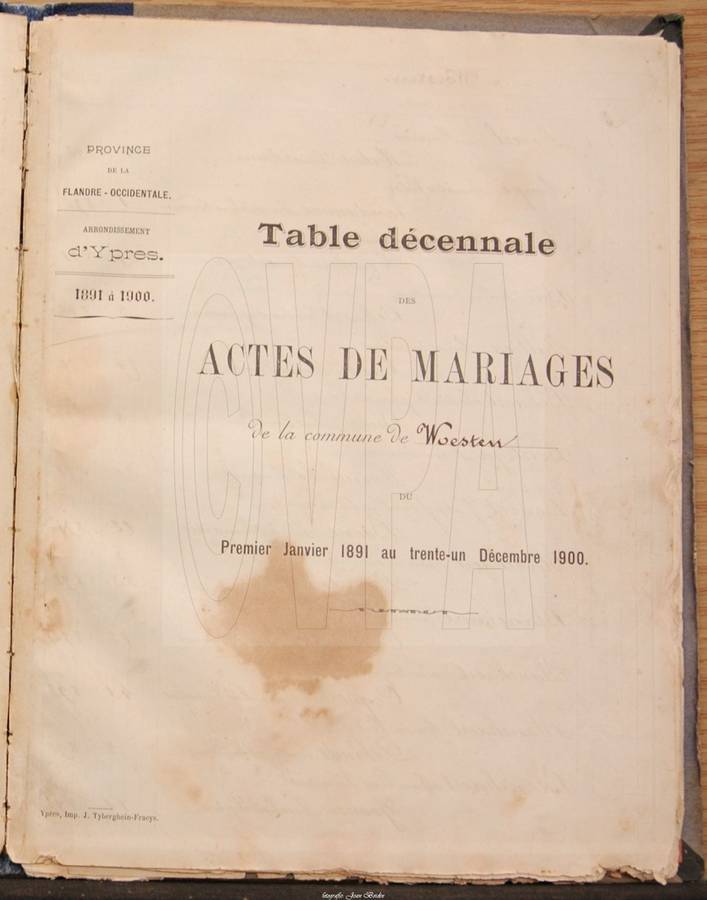 PROVINCE
DE LA
FLANDRE - OCCIDENTALE.
ARRONDISSEMENT
d'Ypres.
1891 à 1900.
Table décennale
DES
ACTES DE MARIAGES
de la commune de Woesten
DU
Premier Janvier 1891 au trente-un Décembre 1900.
CVPA
Ypres, Imp. J. Tyberghein-Fraeys.